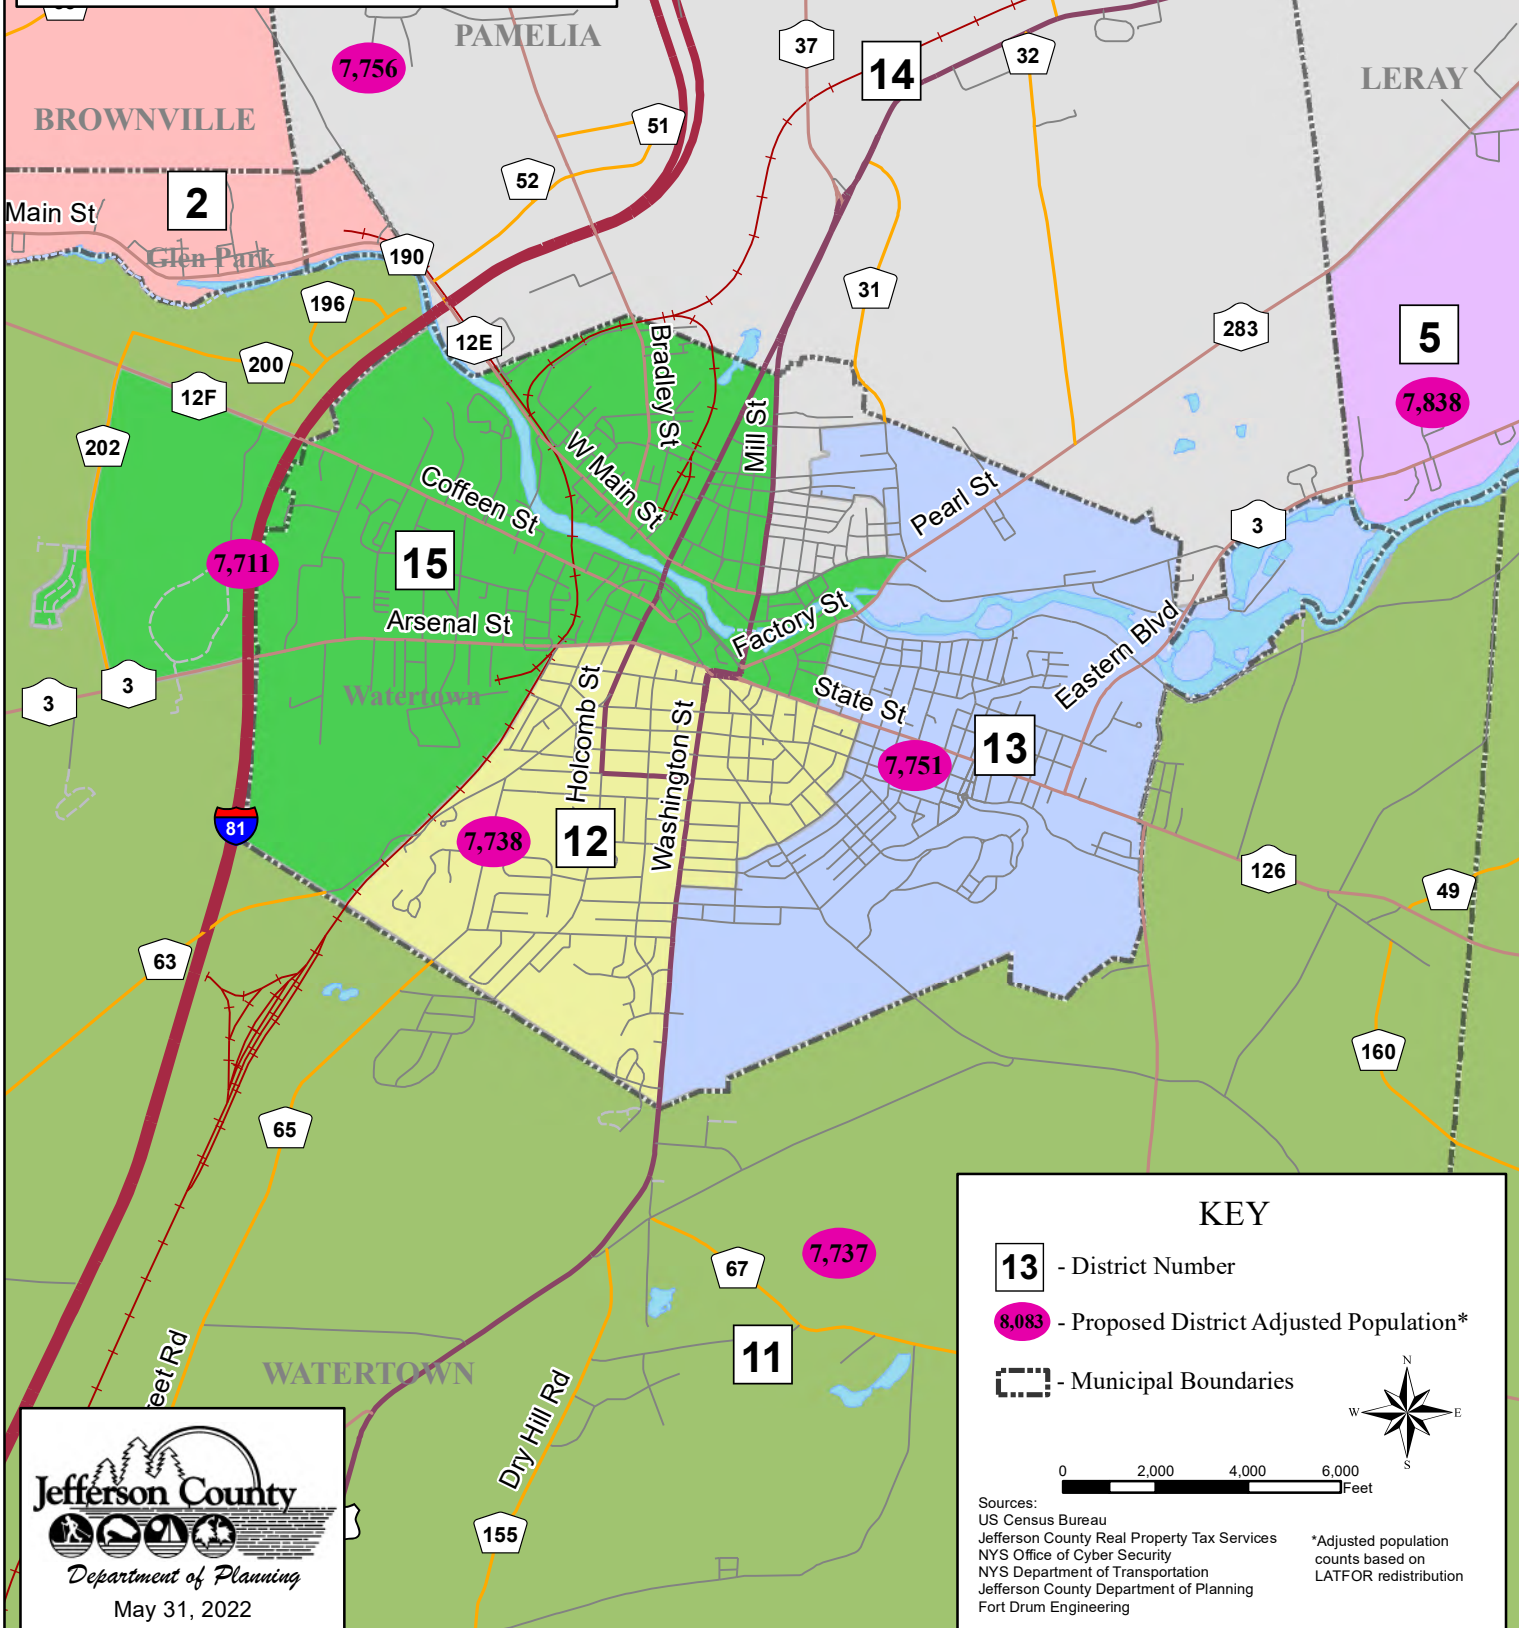 PAMELIA
37
14
32
7,756
LERAY
BROWNVILLE
51
52
2
Main St
Glen Park
190
196
31
12E
283
5
Bradley St
200
12F
7,838
202
Mill St
W Main St
Coffeen St
Pearl St
3
7,711
15
Arsenal St
Factory St
Eastern Blvd
3
3
Watertown
Holcomb St
Washington St
State St
13
7,751
81
7,738
12
126
49
63
160
65
7,737
67
11
WATERTOWN
eet Rd
Dry Hill Rd
155
KEY
13 - District Number
8,083 - Proposed District Adjusted Population*
- Municipal Boundaries
N
W E
S
0 2,000 4,000 6,000
Feet
Sources:
US Census Bureau
Jefferson County Real Property Tax Services
NYS Office of Cyber Security
NYS Department of Transportation
Jefferson County Department of Planning
Fort Drum Engineering
*Adjusted population
counts based on
LATFOR redistribution
Jefferson County
Department of Planning
May 31, 2022